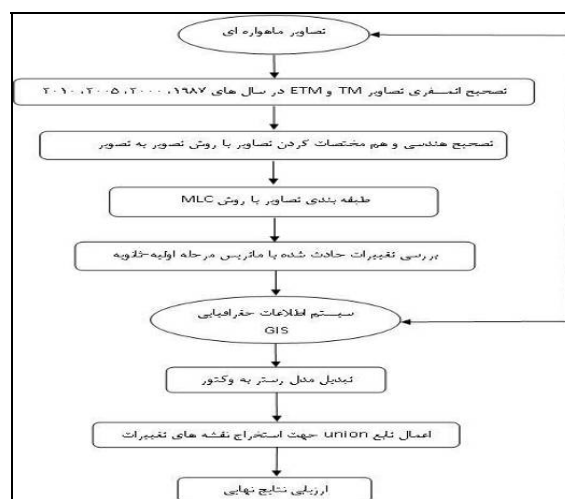 تصاویر ماهواره ای
تصحیح اتمسفری تصاویر TM و ETM در سال های ۱۹۸۷، ۲۰۰۰، ۲۰۰۵، ۲۰۱۰
تصحیح هندسی و هم مختصات کردن تصاویر با روش تصویر به تصویر
طبقه بندی تصاویر با روش MLC
بررسی تغییرات حادث شده با ماتریس مرحله اولیه-ثانویه
سیستم اطلاعات جغرافیایی
GIS
تبدیل مدل رستر به وکتور
اعمال تابع union جهت استخراج نقشه های تغییرات
ارزیابی نتایج نهایی